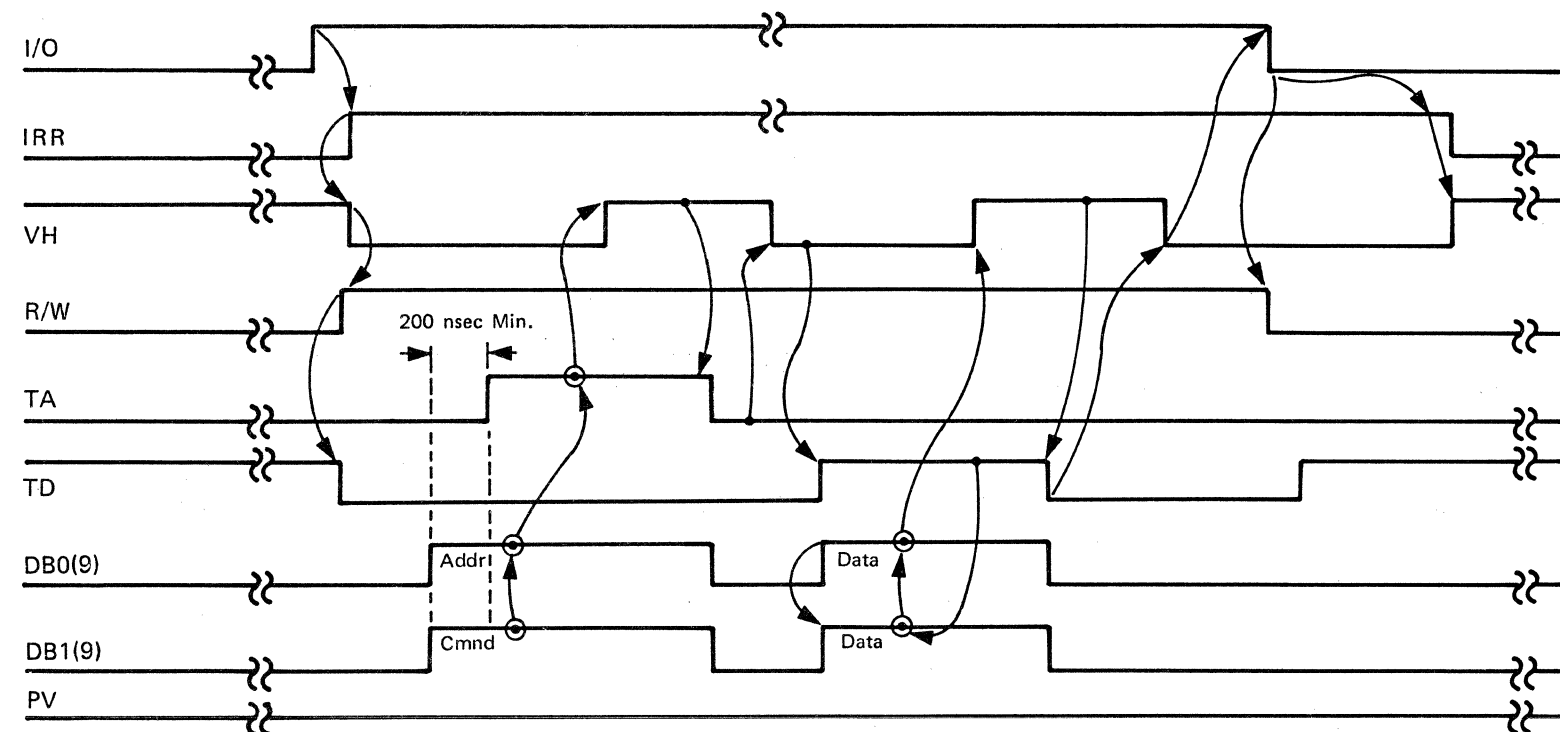 I/O
IRR
VH
R/W
200 nsec Min.
TA
TD
DB0(9)
Addr
Data
DB1(9)
Cmnd
Data
PV